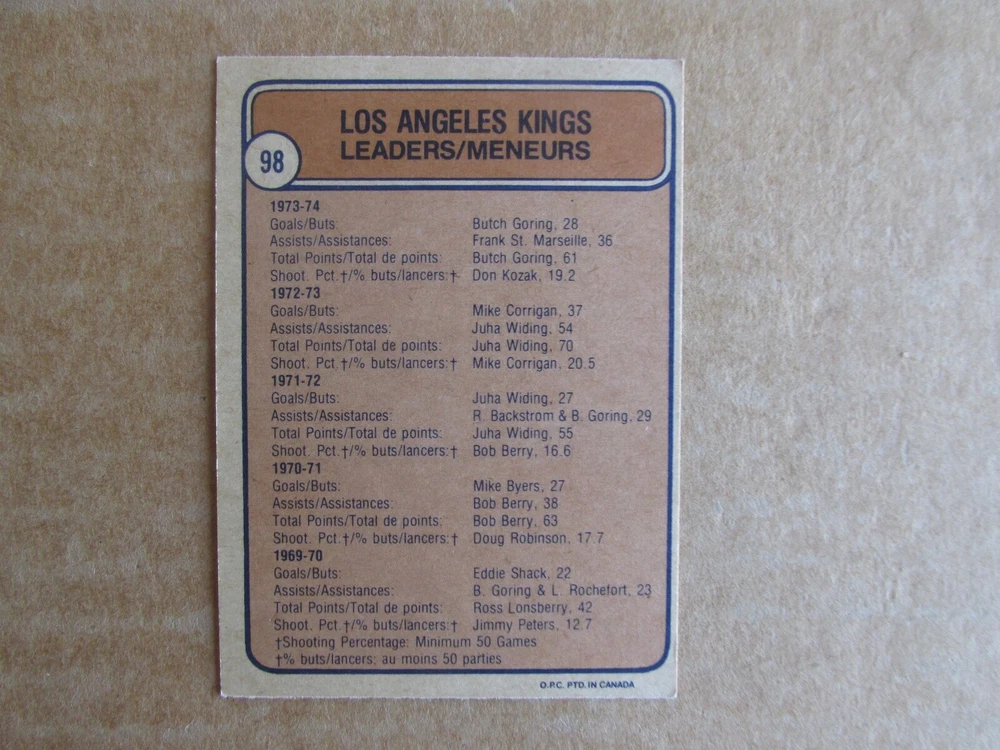 LOS ANGELES KINGS
LEADERS/MENEURS
98
1973-74
Goals/Buts: Butch Goring, 28
Assists/Assistances: Frank St. Marseille, 36
Total Points/Total de points: Butch Goring, 61
Shoot. Pct.†/% buts/lancers:† Don Kozak, 19.2
1972-73
Goals/Buts: Mike Corrigan, 37
Assists/Assistances: Juha Widing, 54
Total Points/Total de points: Juha Widing, 70
Shoot. Pct.†/% buts/lancers:† Mike Corrigan, 20.5
1971-72
Goals/Buts: Juha Widing, 27
Assists/Assistances: R. Backstrom & B. Goring, 29
Total Points/Total de points: Juha Widing, 55
Shoot. Pct.†/% buts/lancers:† Bob Berry, 16.6
1970-71
Goals/Buts: Mike Byers, 27
Assists/Assistances: Bob Berry, 38
Total Points/Total de points: Bob Berry, 63
Shoot. Pct.†/% buts/lancers:† Doug Robinson, 17.7
1969-70
Goals/Buts: Eddie Shack, 22
Assists/Assistances: B. Goring & L. Rochefort, 23
Total Points/Total de points: Ross Lonsberry, 42
Shoot. Pct.†/% buts/lancers:† Jimmy Peters, 12.7
†Shooting Percentage: Minimum 50 Games
†% buts/lancers: au moins 50 parties
O.P.C. PTD. IN CANADA